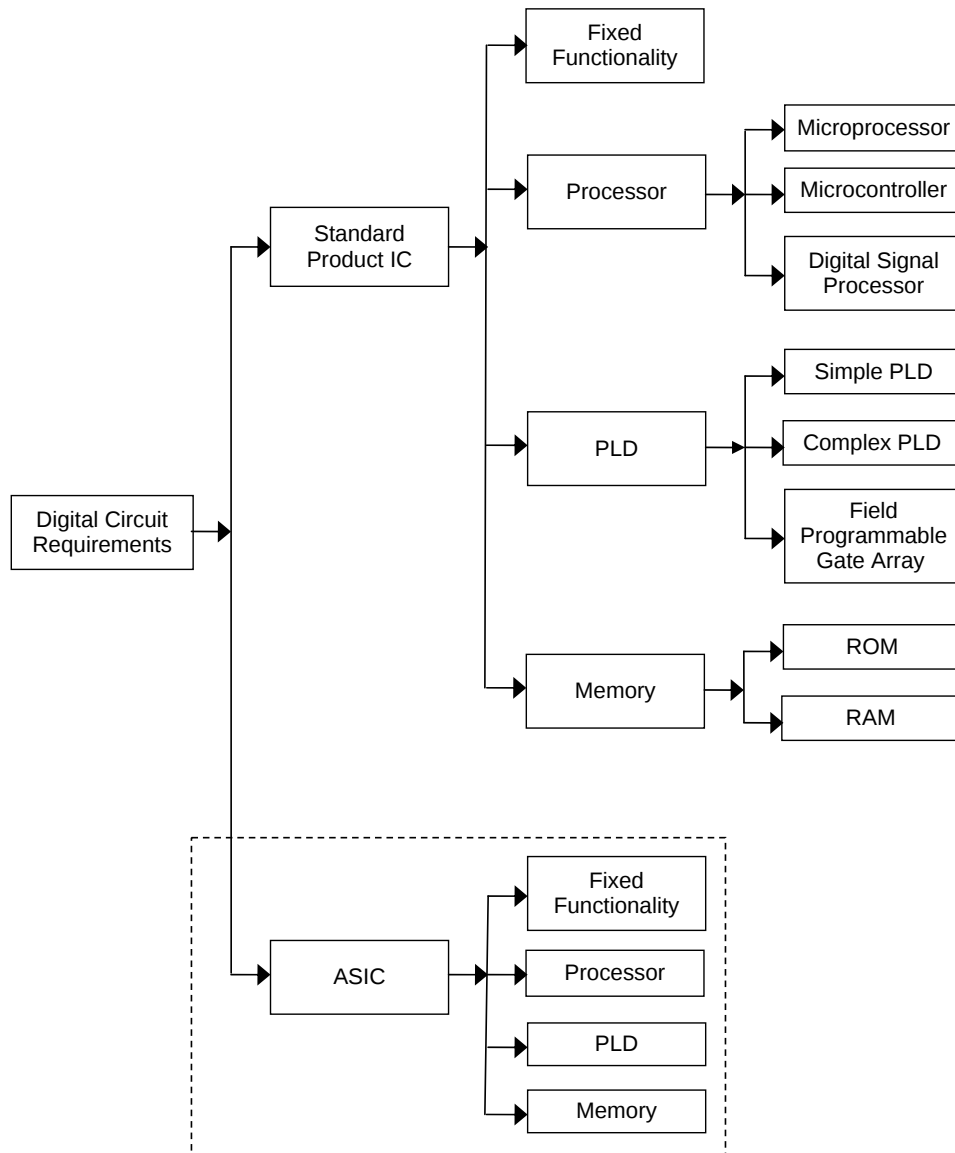 Fixed
Functionality
Microprocessor
Processor
Microcontroller
Standard
Product IC
Digital Signal
Processor
Simple PLD
PLD
Complex PLD
Digital Circuit
Requirements
Field
Programmable
Gate Array
ROM
Memory
RAM
Fixed
Functionality
ASIC
Processor
PLD
Memory